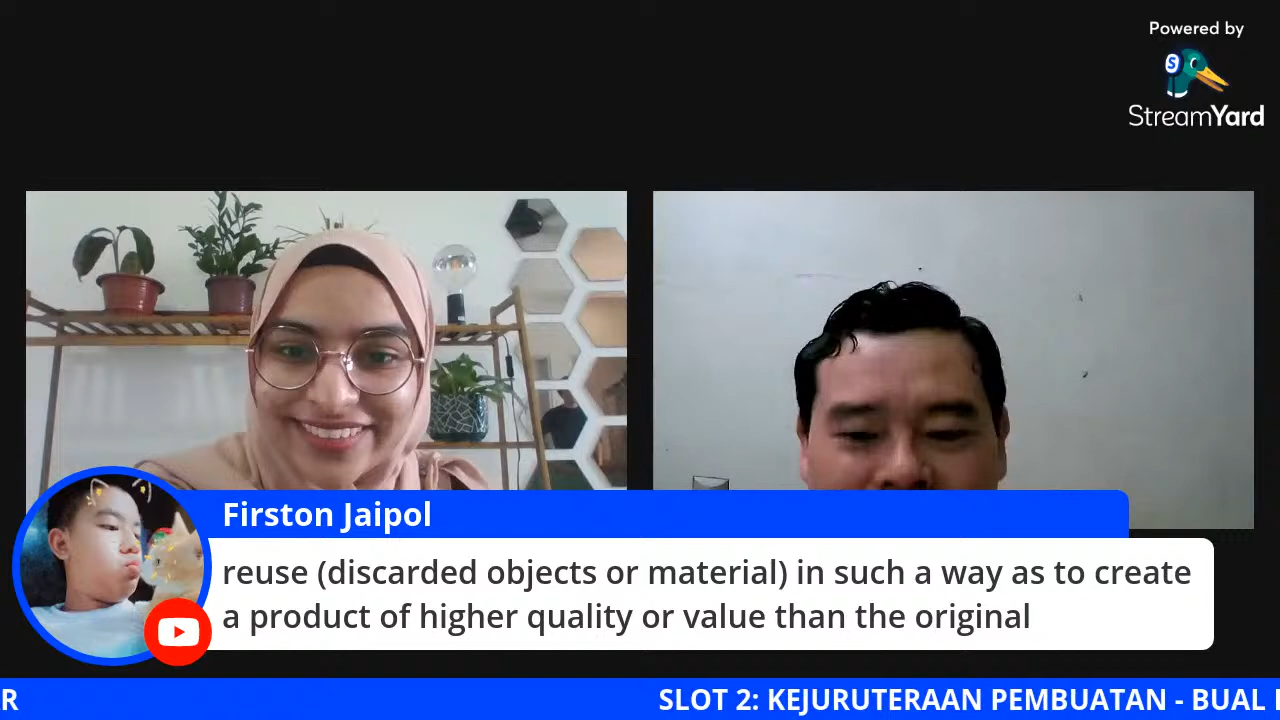 Powered by
StreamYard
Firston Jaipol
reuse (discarded objects or material) in such a way as to create
a product of higher quality or value than the original
R SLOT 2: KEJURUTERAAN PEMBUATAN - BUAL